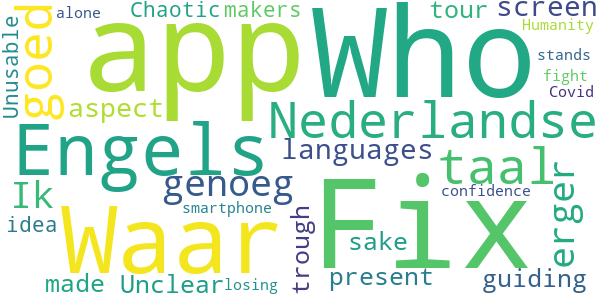 alone Chaotic makers tour screen
Humanity
Unusable goed app Who stands
fight
aspect Covid
Engels Nederlandse
languages
Ik genoeg taal erger
smartphone confidence
idea Waar trough sake Fix
made Unclear losing present guiding